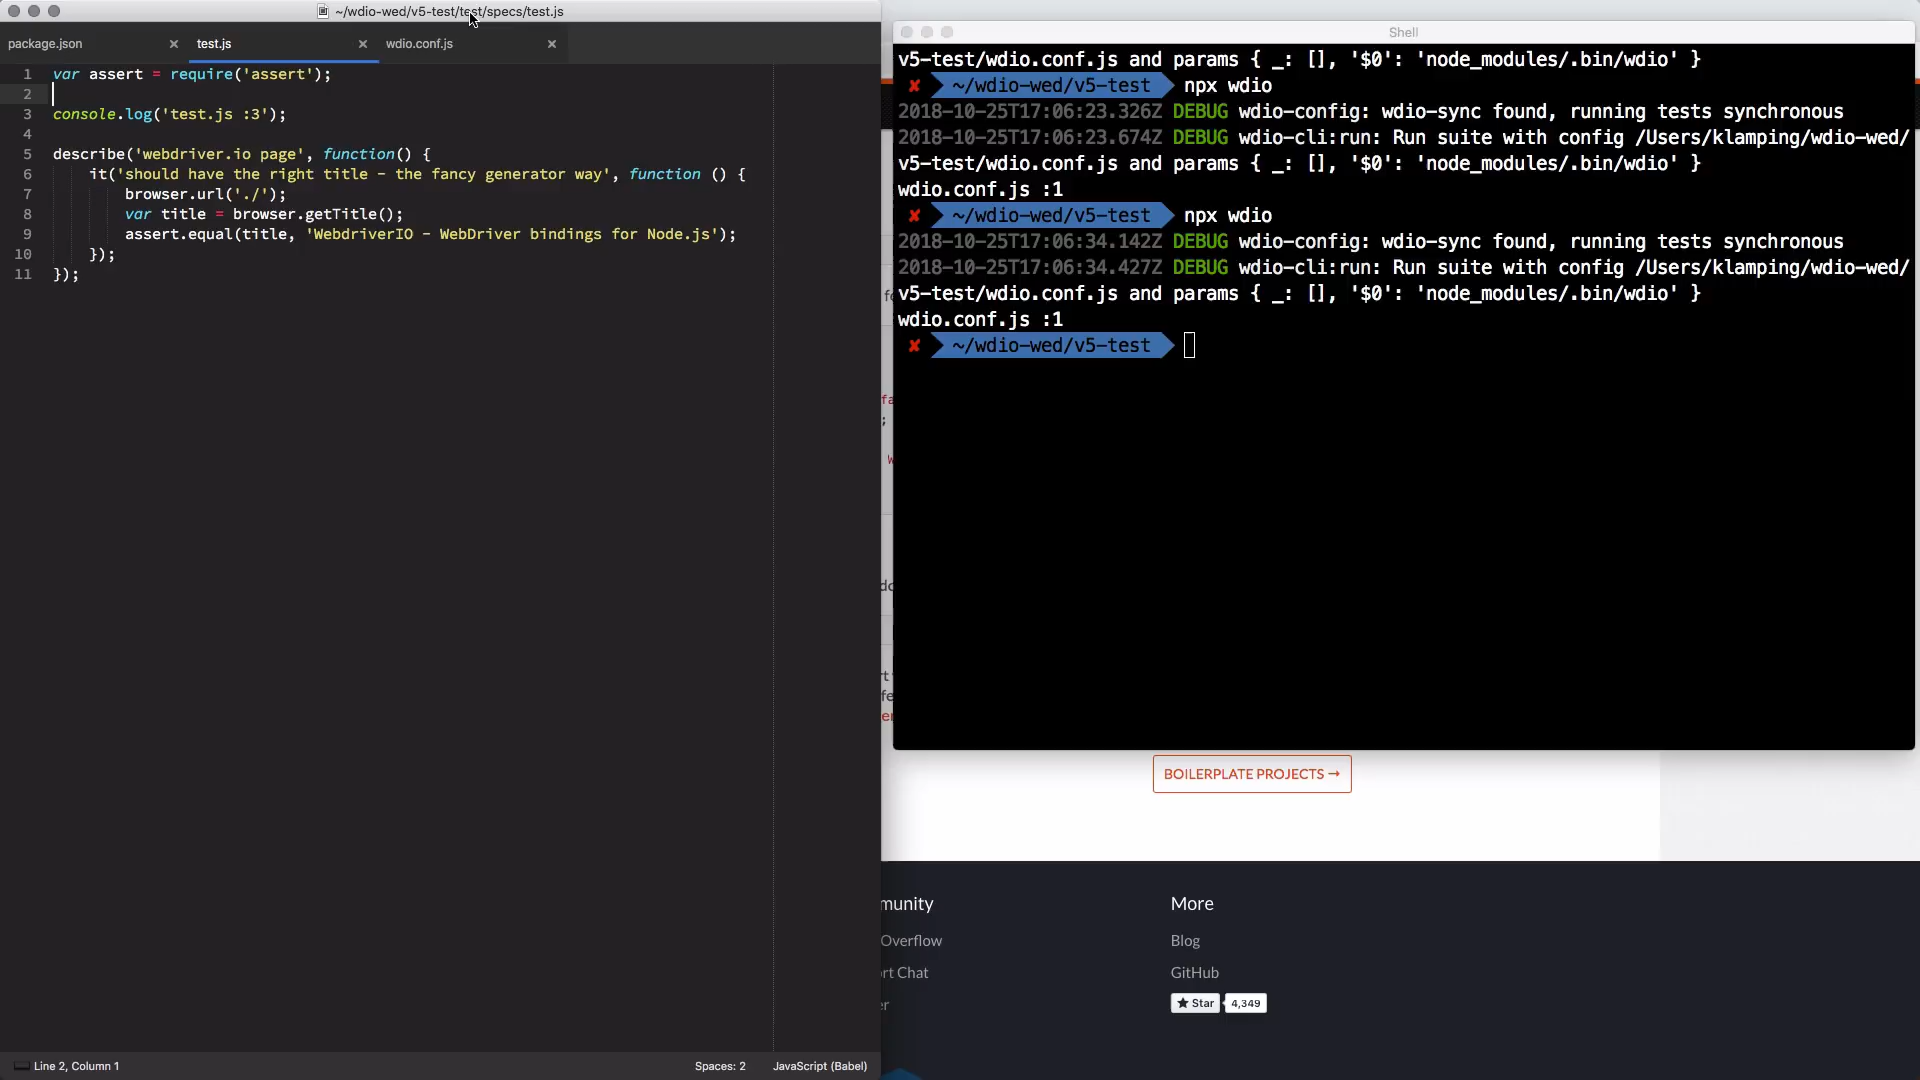 ~/wdio-wed/v5-test/test/specs/test.js
package.json
test.js
wdio.conf.js
1 var assert = require('assert');
2
3 console.log('test.js :3');
4
5 describe('webdriver.io page', function() {
6 it('should have the right title - the fancy generator way', function () {
7 browser.url('./');
8 var title = browser.getTitle();
9 assert.equal(title, 'WebdriverIO - WebDriver bindings for Node.js');
10 });
11 });
Line 2, Column 1
Spaces: 2
JavaScript (Babel)
Shell
v5-test/wdio.conf.js and params { _: [], '$0': 'node_modules/.bin/wdio' }
✘ ~/wdio-wed/v5-test npx wdio
2018-10-25T17:06:23.326Z DEBUG wdio-config: wdio-sync found, running tests synchronous
2018-10-25T17:06:23.674Z DEBUG wdio-cli:run: Run suite with config /Users/klamping/wdio-wed/
v5-test/wdio.conf.js and params { _: [], '$0': 'node_modules/.bin/wdio' }
wdio.conf.js :1
✘ ~/wdio-wed/v5-test npx wdio
2018-10-25T17:06:34.142Z DEBUG wdio-config: wdio-sync found, running tests synchronous
2018-10-25T17:06:34.427Z DEBUG wdio-cli:run: Run suite with config /Users/klamping/wdio-wed/
v5-test/wdio.conf.js and params { _: [], '$0': 'node_modules/.bin/wdio' }
wdio.conf.js :1
✘ ~/wdio-wed/v5-test
BOILERPLATE PROJECTS →
munity
Overflow
rt Chat
er
More
Blog
GitHub
★ Star 4,349